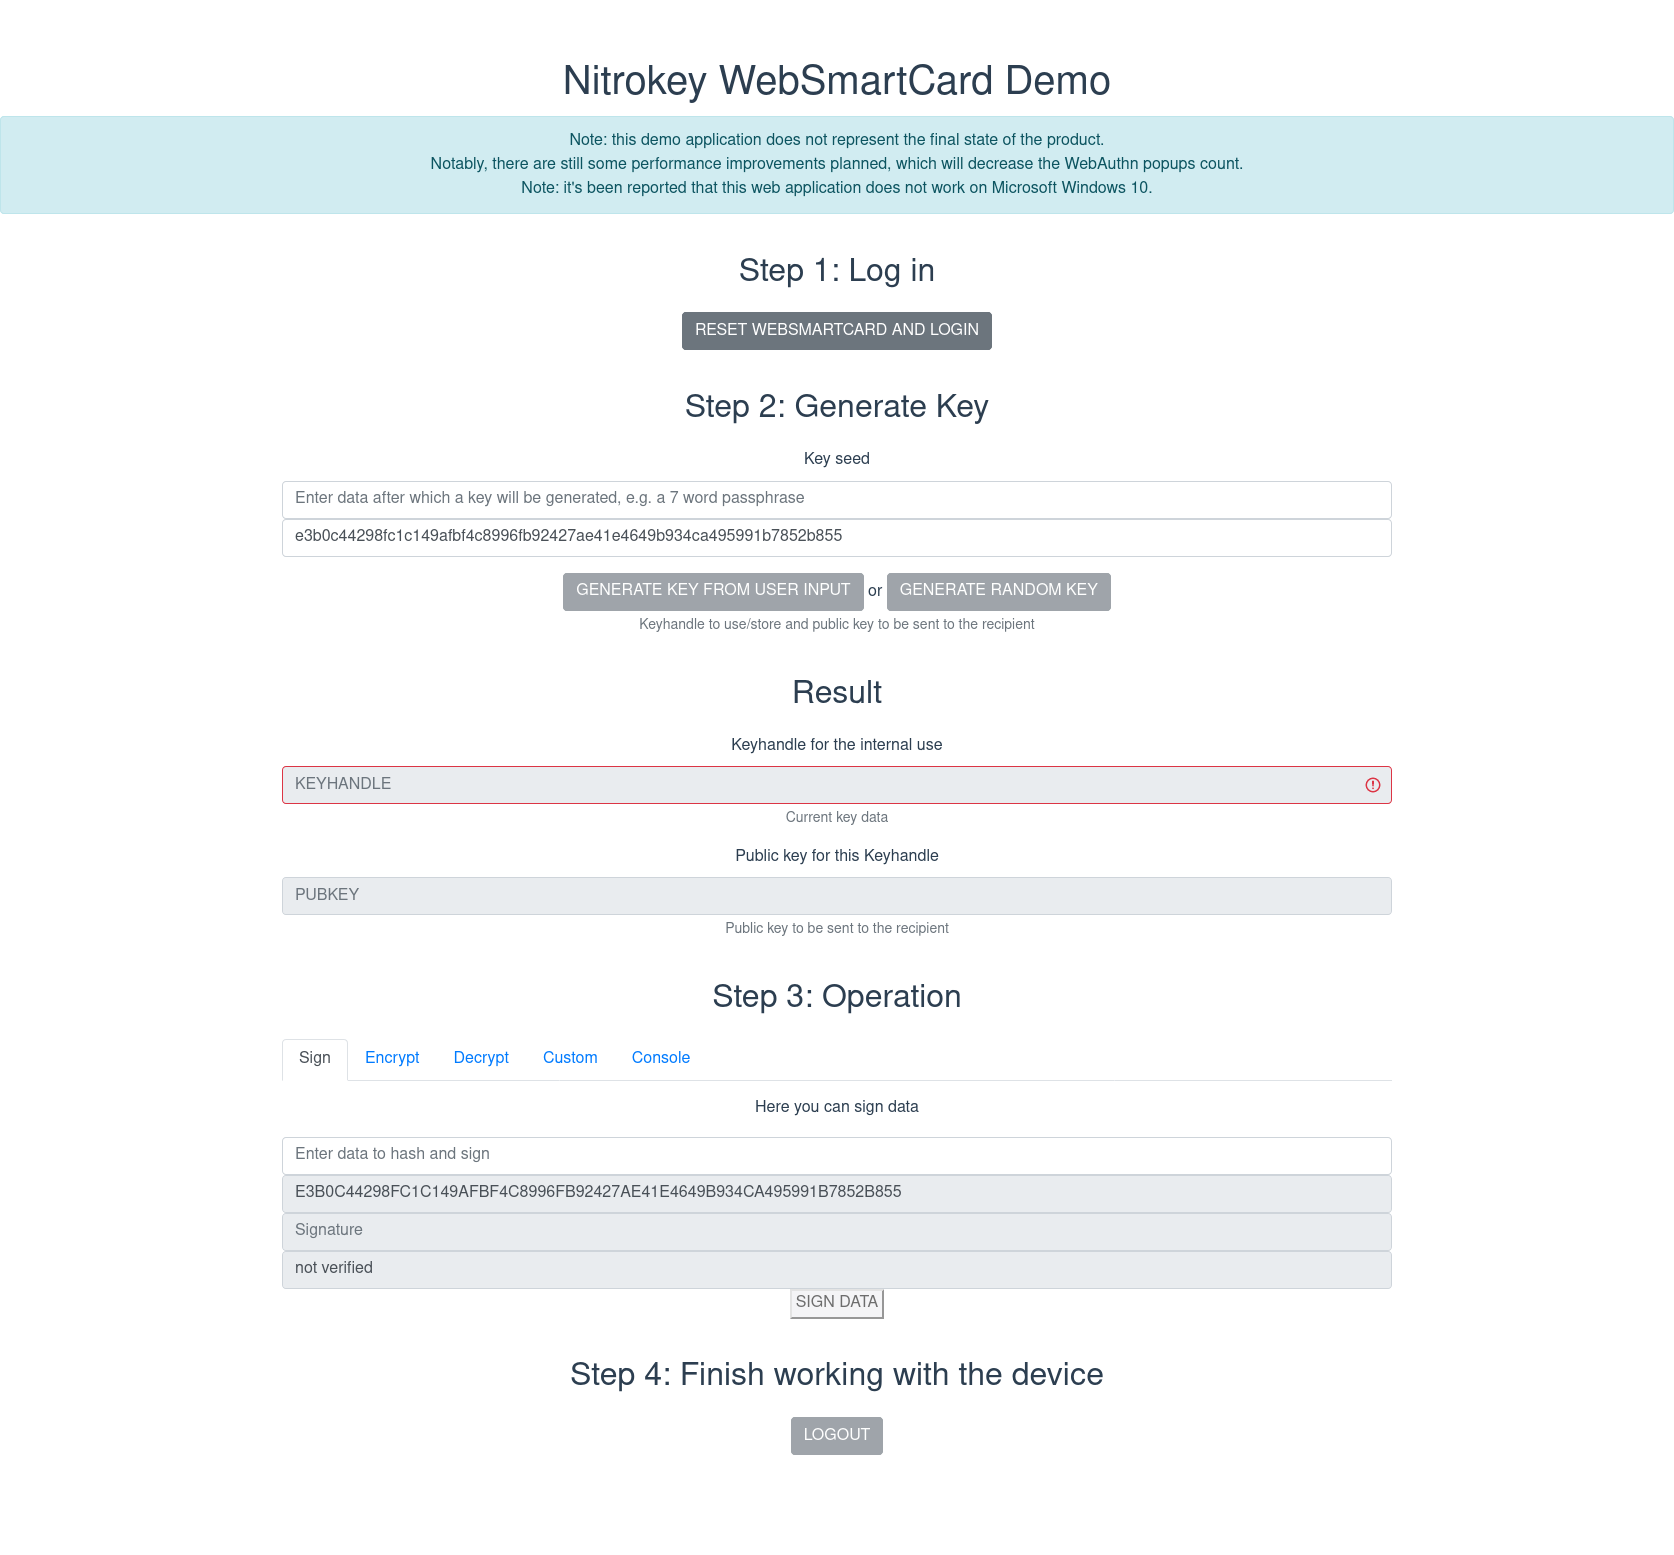 Nitrokey WebSmartCard Demo
Note: this demo application does not represent the final state of the product.
Notably, there are still some performance improvements planned, which will decrease the WebAuthn popups count.
Note: it's been reported that this web application does not work on Microsoft Windows 10.
Step 1: Log in
RESET WEBSMARTCARD AND LOGIN
Step 2: Generate Key
Key seed
Enter data after which a key will be generated, e.g. a 7 word passphrase
e3b0c44298fc1c149afbf4c8996fb92427ae41e4649b934ca495991b7852b855
GENERATE KEY FROM USER INPUT or GENERATE RANDOM KEY
Keyhandle to use/store and public key to be sent to the recipient
Result
Keyhandle for the internal use
KEYHANDLE
Current key data
Public key for this Keyhandle
PUBKEY
Public key to be sent to the recipient
Step 3: Operation
Sign Encrypt Decrypt Custom Console
Here you can sign data
Enter data to hash and sign
E3B0C44298FC1C149AFBF4C8996FB92427AE41E4649B934CA495991B7852B855
Signature
not verified
SIGN DATA
Step 4: Finish working with the device
LOGOUT